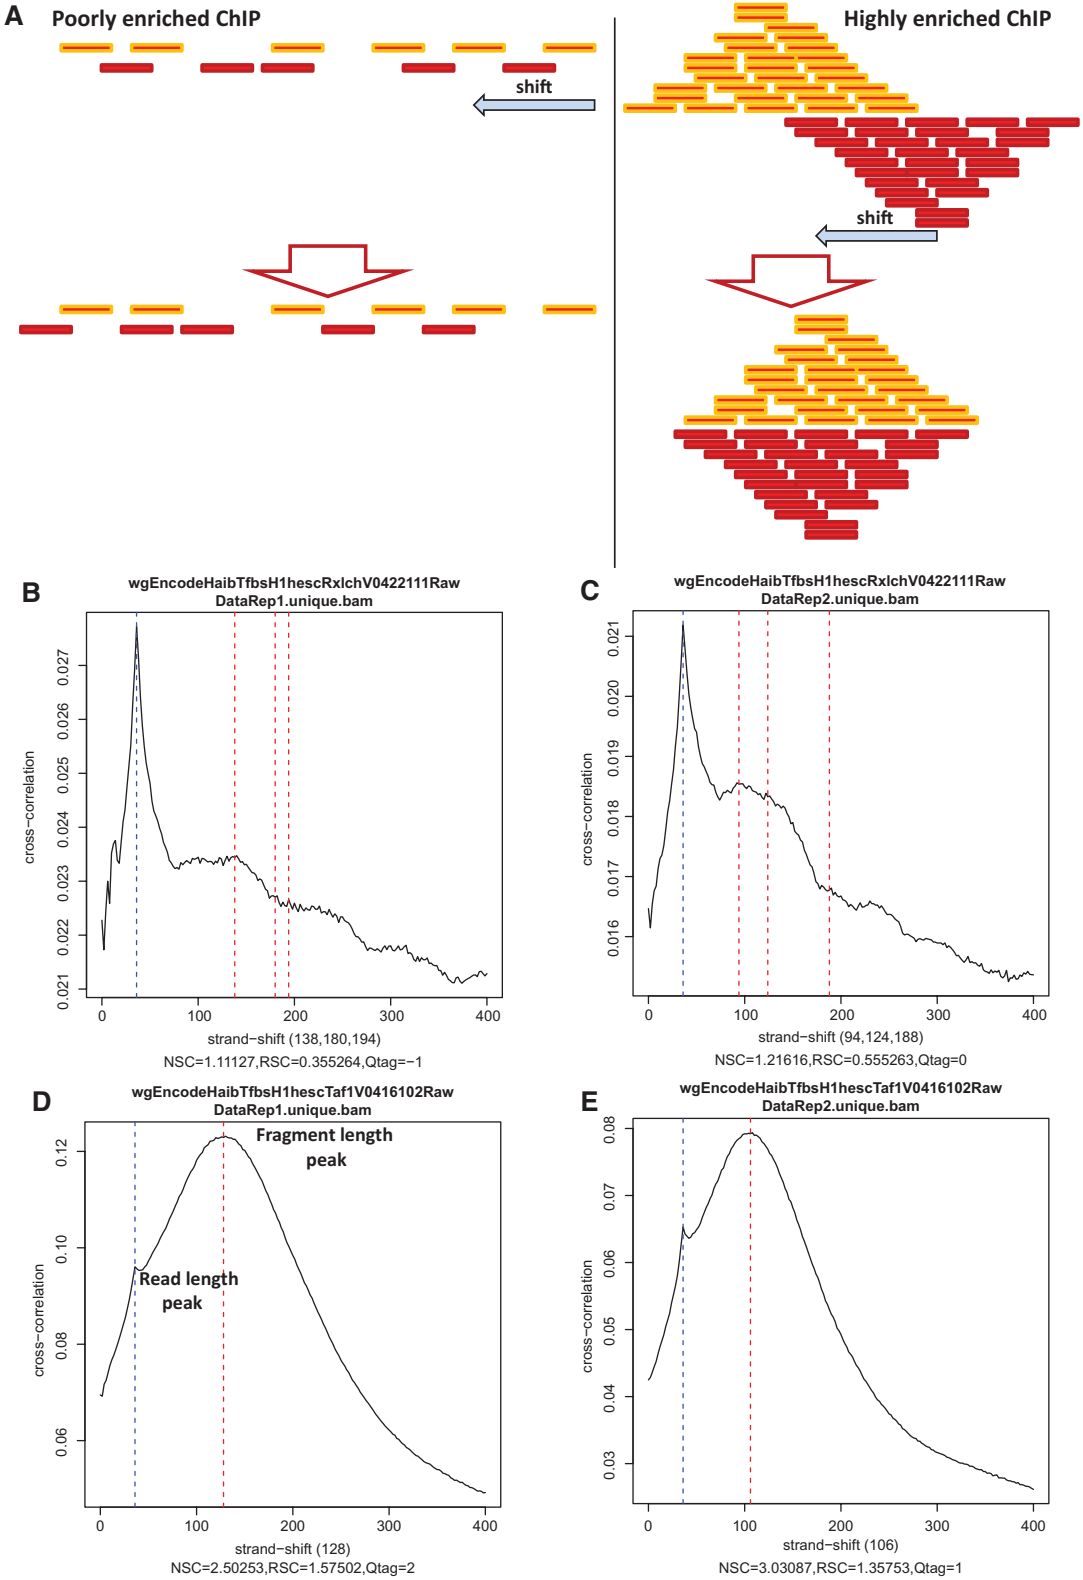 A
Poorly enriched ChIP
Highly enriched ChIP
shift
shift
B
wgEncodeHaibTfbsH1hescRxlchV0422111Raw
DataRep1.unique.bam
cross−correlation
0.027
0.026
0.025
0.024
0.023
0.022
0.021
0 100 200 300 400
strand−shift (138,180,194)
NSC=1.11127,RSC=0.355264,Qtag=−1
C
wgEncodeHaibTfbsH1hescRxlchV0422111Raw
DataRep2.unique.bam
cross−correlation
0.021
0.020
0.019
0.018
0.017
0.016
0 100 200 300 400
strand−shift (94,124,188)
NSC=1.21616,RSC=0.555263,Qtag=0
D
wgEncodeHaibTfbsH1hescTaf1V0416102Raw
DataRep1.unique.bam
Fragment length
peak
Read length
peak
cross−correlation
0.12
0.10
0.08
0.06
0 100 200 300 400
strand−shift (128)
NSC=2.50253,RSC=1.57502,Qtag=2
E
wgEncodeHaibTfbsH1hescTaf1V0416102Raw
DataRep2.unique.bam
cross−correlation
0.08
0.07
0.06
0.05
0.04
0.03
0 100 200 300 400
strand−shift (106)
NSC=3.03087,RSC=1.35753,Qtag=1